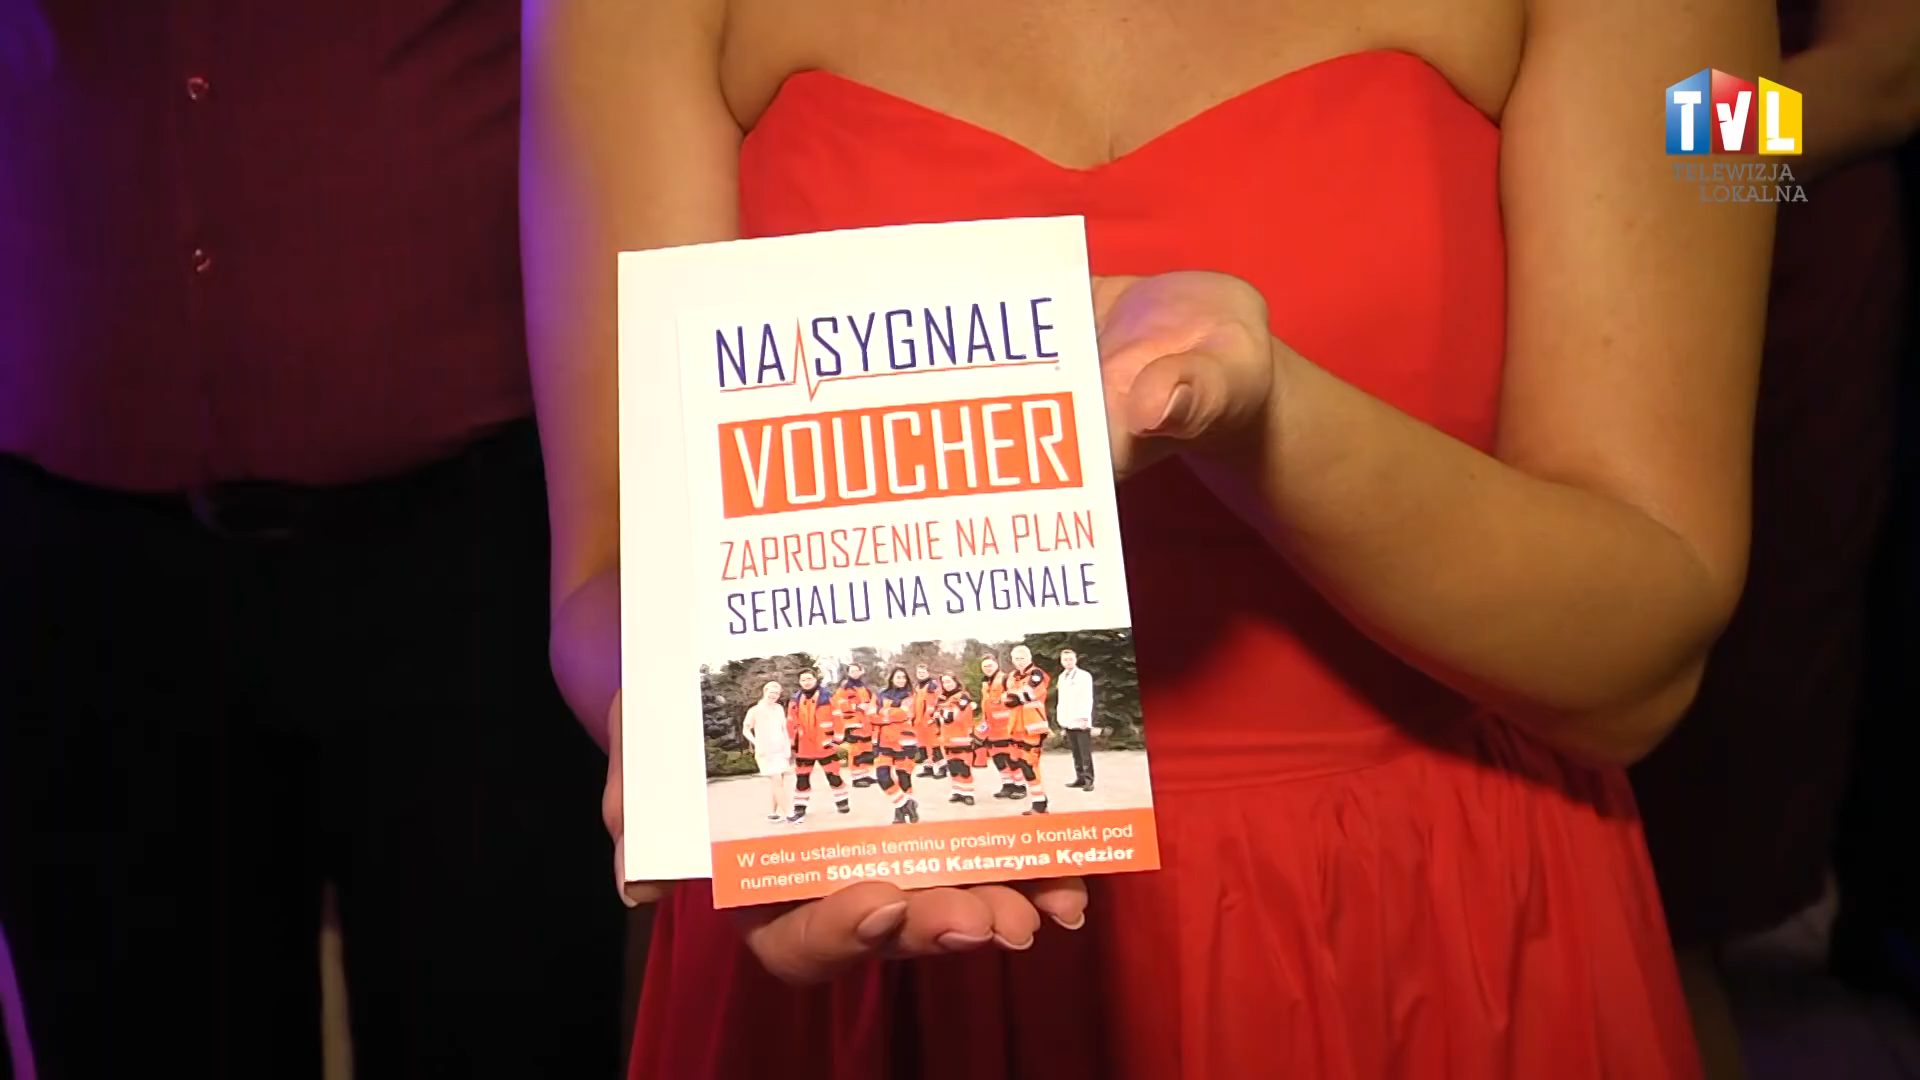 TVL
TELEWIZJA
LOKALNA
NA SYGNALE
VOUCHER
ZAPROSZENIE NA PLAN
SERIALU NA SYGNALE
W celu ustalenia terminu prosimy o kontakt pod
numerem 504561540 Katarzyna Kędzior